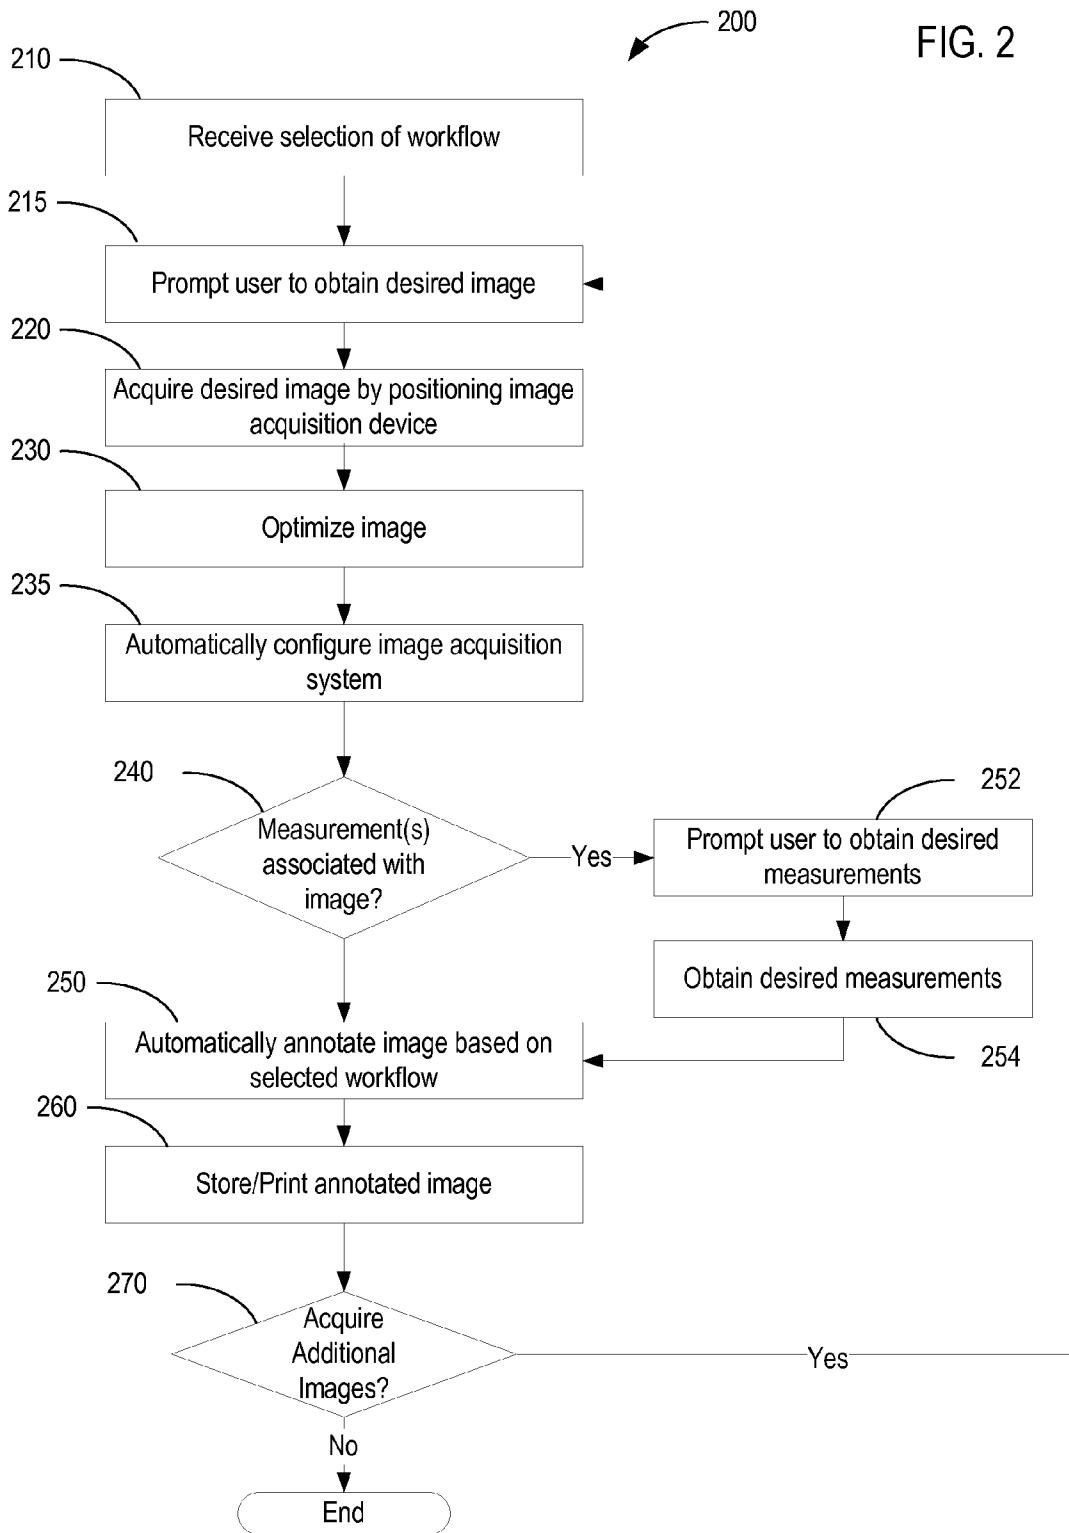 200
FIG. 2
210
Receive selection of workflow
215
Prompt user to obtain desired image
220
Acquire desired image by positioning image
acquisition device
230
Optimize image
235
Automatically configure image acquisition
system
240
Measurement(s)
associated with
image?
Yes
252
Prompt user to obtain desired
measurements
Obtain desired measurements
254
250
Automatically annotate image based on
selected workflow
260
Store/Print annotated image
270
Acquire
Additional
Images?
Yes
No
End